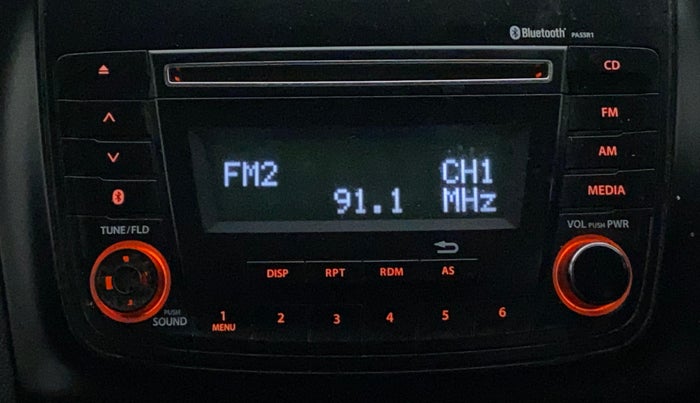 Bluetooth PASSR1
CD
FM
AM
MEDIA
FM2 CH1
91.1 MHz
TUNE/FLD
VOL PUSH PWR
DISP RPT RDM AS
PUSH
SOUND
1 2 3 4 5 6
MENU